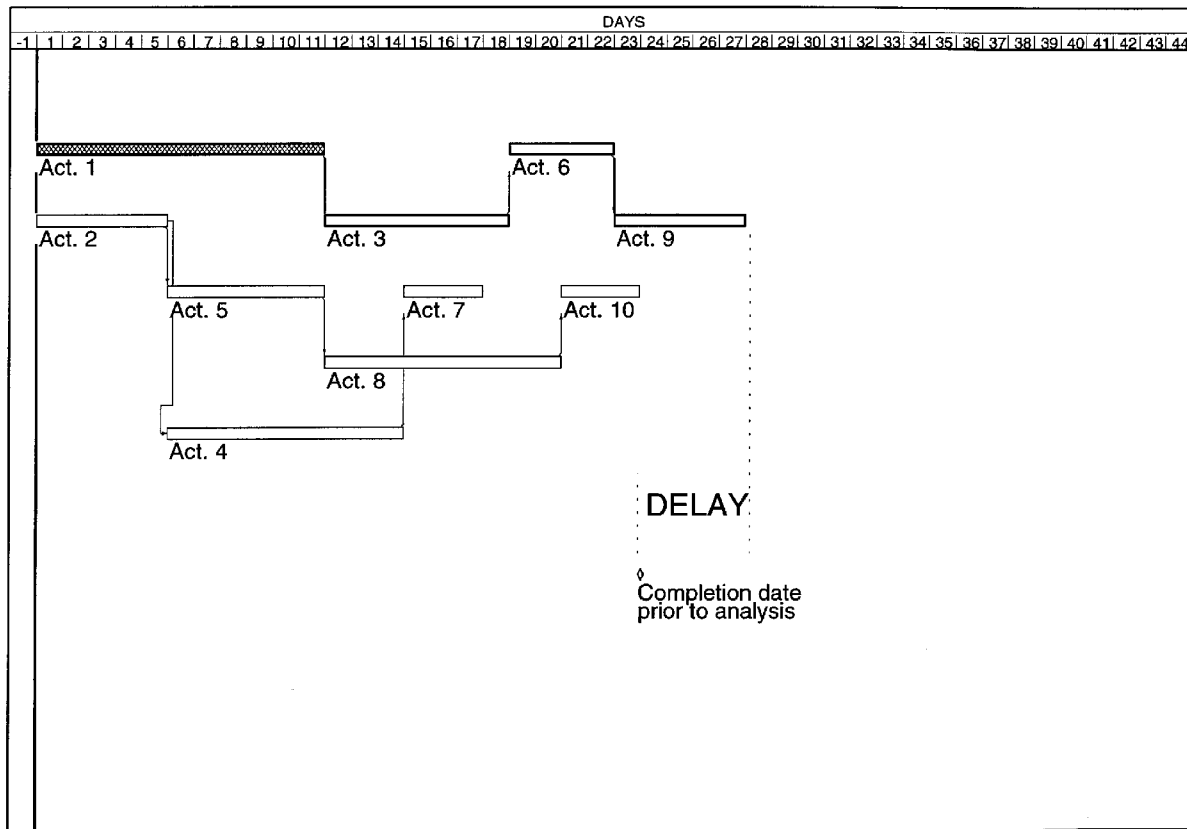 DAYS
-1 1 2 3 4 5 6 7 8 9 10 11 12 13 14 15 16 17 18 19 20 21 22 23 24 25 26 27 28 29 30 31 32 33 34 35 36 37 38 39 40 41 42 43 44
Act. 1
Act. 6
Act. 2
Act. 3
Act. 9
Act. 5
Act. 7
Act. 10
Act. 8
Act. 4
DELAY
Completion date
prior to analysis